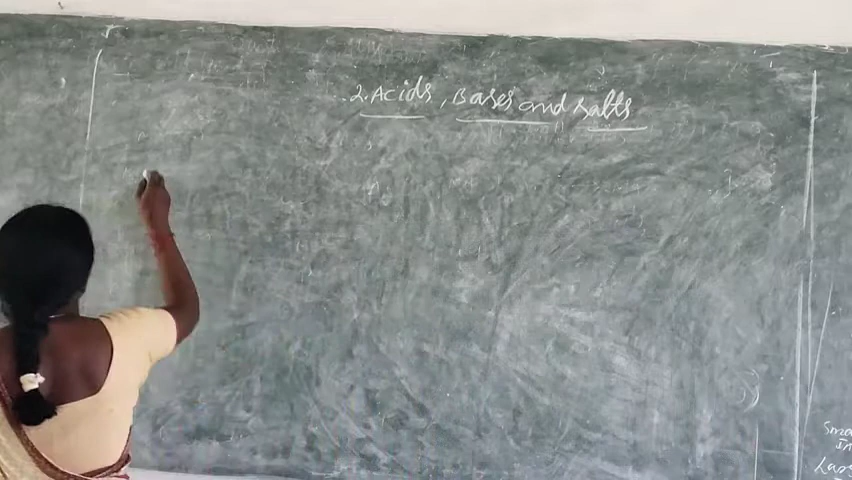 2. Acids, Bases and Salts